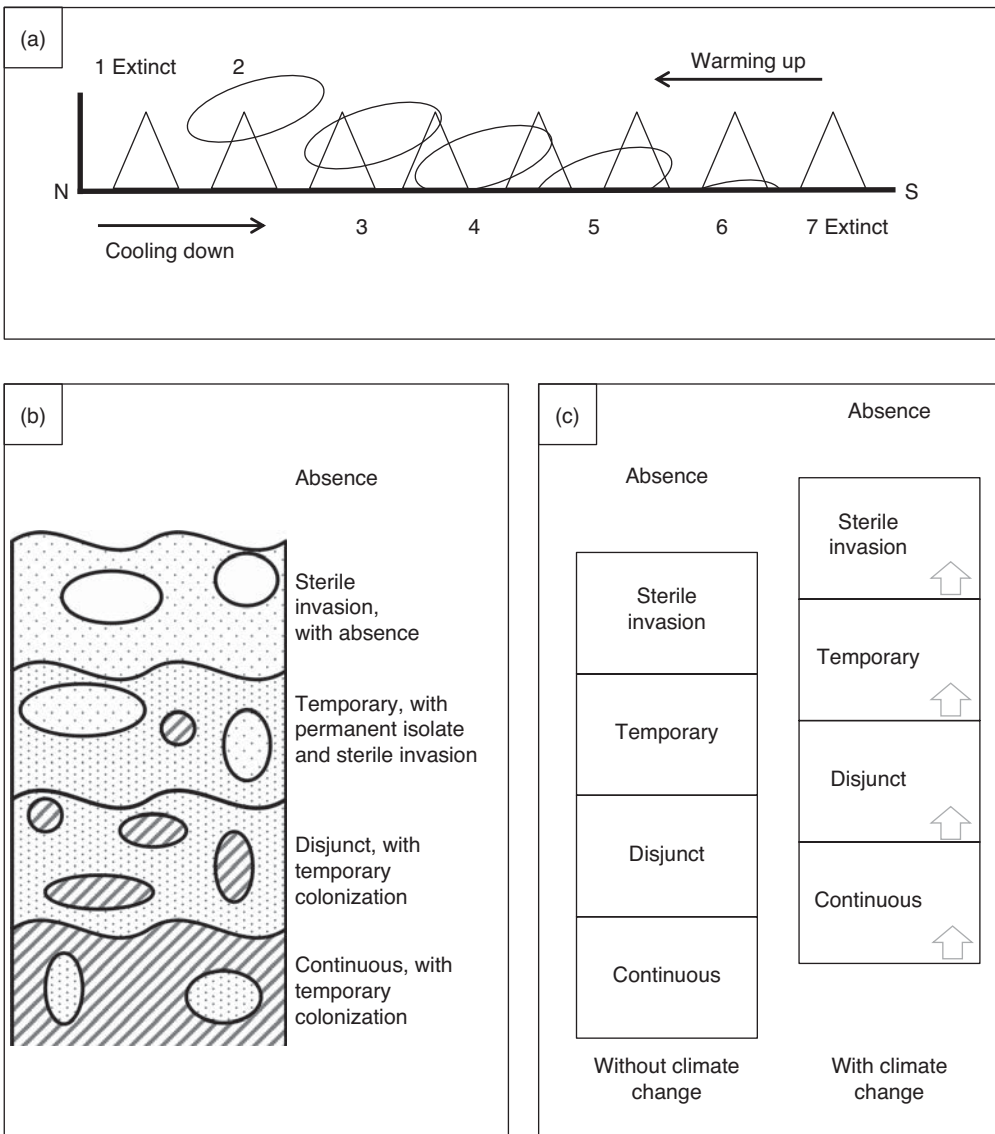 (a)
1 Extinct
2
Warming up
N
S
Cooling down
3
4
5
6
7 Extinct
(b)
Absence
Sterile
invasion,
with absence
Temporary, with
permanent isolate
and sterile invasion
Disjunct, with
temporary
colonization
Continuous, with
temporary
colonization
(c)
Absence
Sterile
invasion
Temporary
Disjunct
Continuous
Without climate
change
Absence
Sterile
invasion
Temporary
Disjunct
Continuous
With climate
change